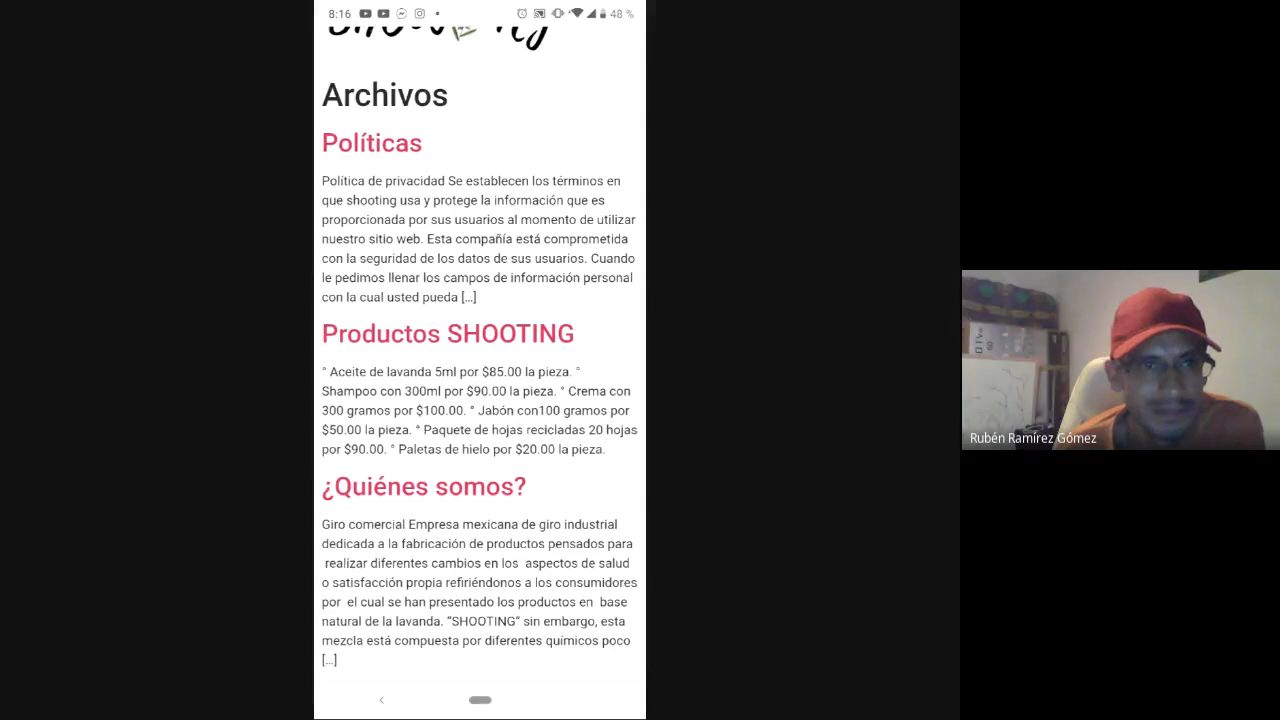 8:16
48 %
Shooting
Archivos
Políticas
Política de privacidad Se establecen los términos en
que shooting usa y protege la información que es
proporcionada por sus usuarios al momento de utilizar
nuestro sitio web. Esta compañía está comprometida
con la seguridad de los datos de sus usuarios. Cuando
le pedimos llenar los campos de información personal
con la cual usted pueda [...]
Productos SHOOTING
° Aceite de lavanda 5ml por $85.00 la pieza. °
Shampoo con 300ml por $90.00 la pieza. ° Crema con
300 gramos por $100.00. ° Jabón con100 gramos por
$50.00 la pieza. ° Paquete de hojas recicladas 20 hojas
por $90.00. ° Paletas de hielo por $20.00 la pieza.
¿Quiénes somos?
Giro comercial Empresa mexicana de giro industrial
dedicada a la fabricación de productos pensados para
realizar diferentes cambios en los  aspectos de salud
o satisfacción propia refiriéndonos a los consumidores
por  el cual se han presentado los productos en  base
natural de la lavanda. “SHOOTING” sin embargo, esta
mezcla está compuesta por diferentes químicos poco
[...]
Rubén Ramírez Gómez